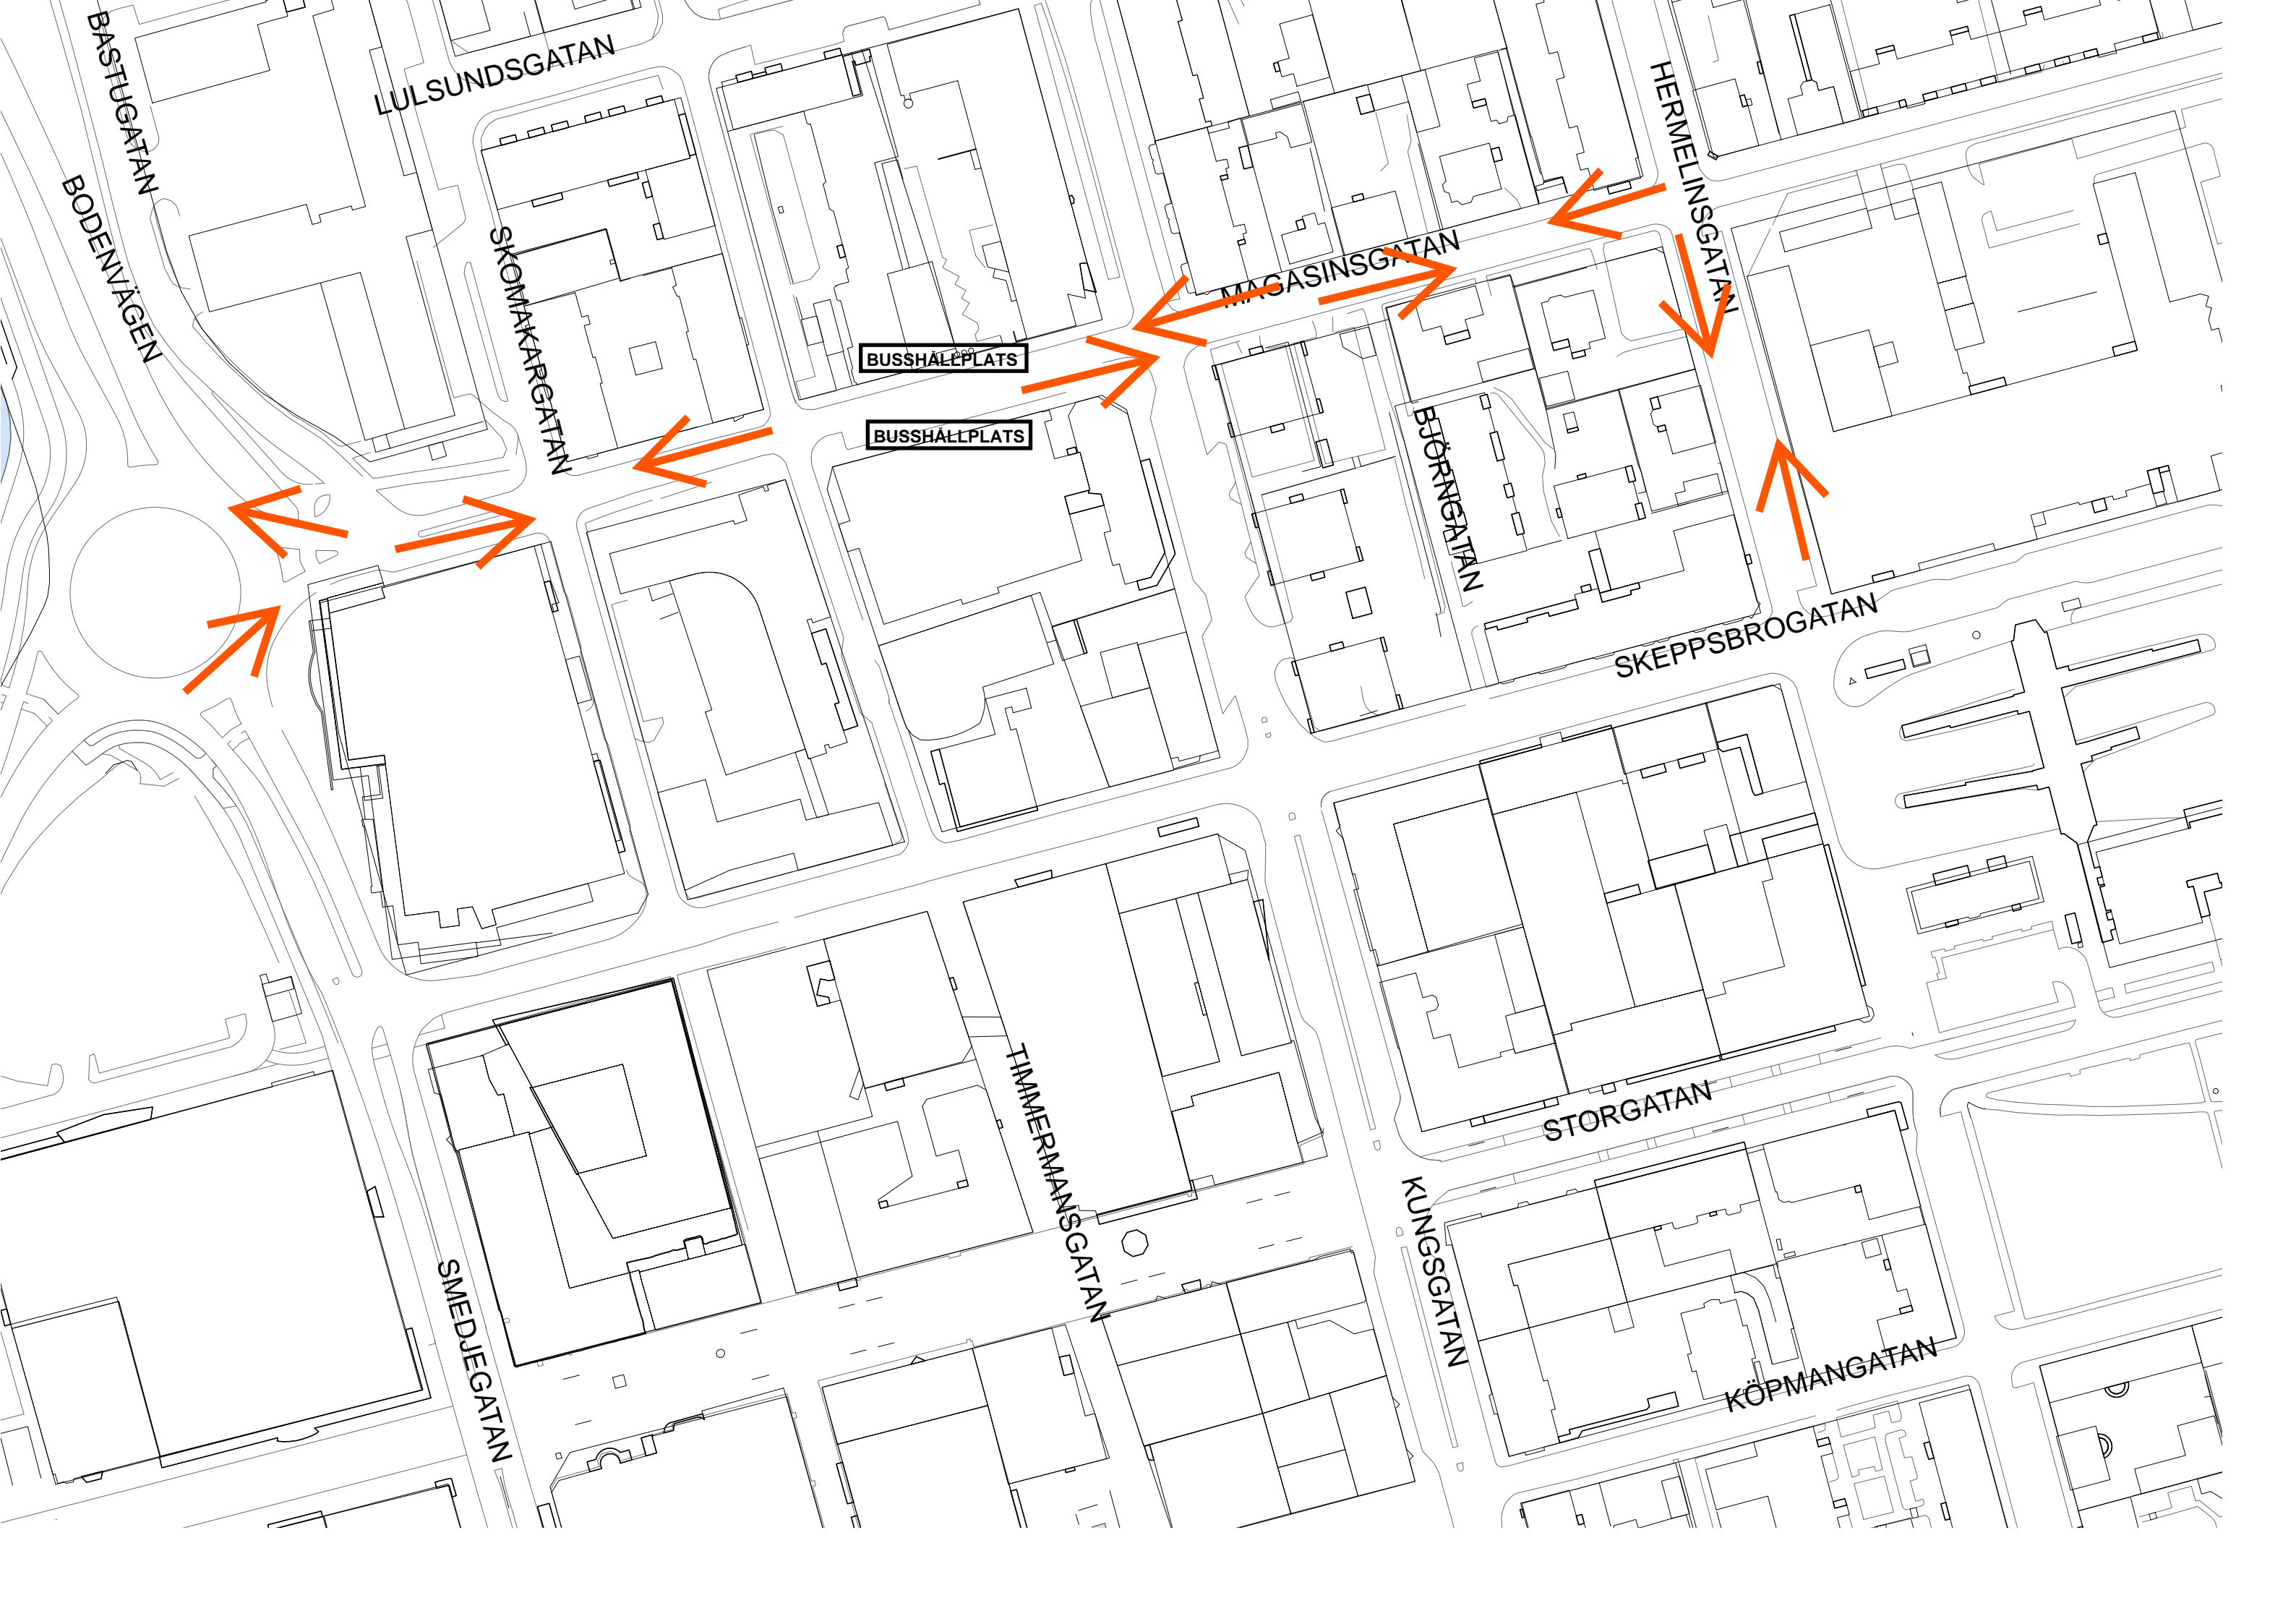 BASTUGATAN
LULSUNDSGATAN
HERMELINSGATAN
BODENVÄGEN
SKOMAKARGATAN
MAGASINSGATAN
BUSSHÅLLPLATS
BUSSHÅLLPLATS
BJÖRNGATAN
SKEPPSBROGATAN
TIMMERMANSGATAN
STORGATAN
KUNGSGATAN
SMEDJEGATAN
KÖPMANGATAN